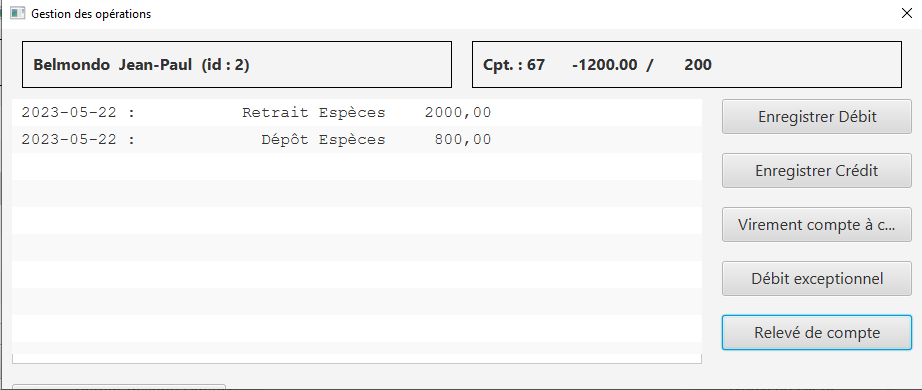 Gestion des opérations
Belmondo Jean-Paul (id : 2)
Cpt. : 67 -1200.00 / 200
2023-05-22 : Retrait Espèces 2000,00
2023-05-22 : Dépôt Espèces 800,00
Enregistrer Débit
Enregistrer Crédit
Virement compte à c...
Débit exceptionnel
Relevé de compte